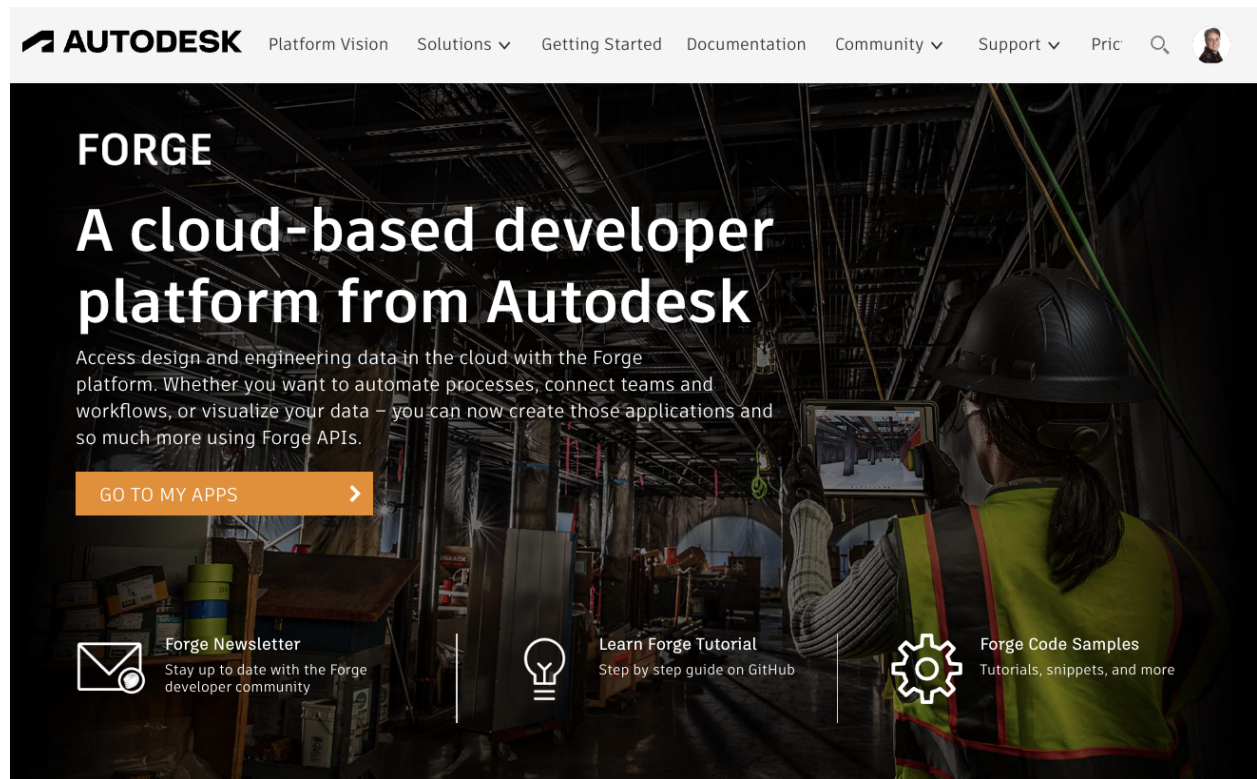 AUTODESK
Platform Vision
Solutions
Getting Started
Documentation
Community
Support
Pric
FORGE
A cloud-based developer
platform from Autodesk
Access design and engineering data in the cloud with the Forge
platform. Whether you want to automate processes, connect teams and
workflows, or visualize your data – you can now create those applications and
so much more using Forge APIs.
GO TO MY APPS
Forge Newsletter
Stay up to date with the Forge
developer community
Learn Forge Tutorial
Step by step guide on GitHub
Forge Code Samples
Tutorials, snippets, and more